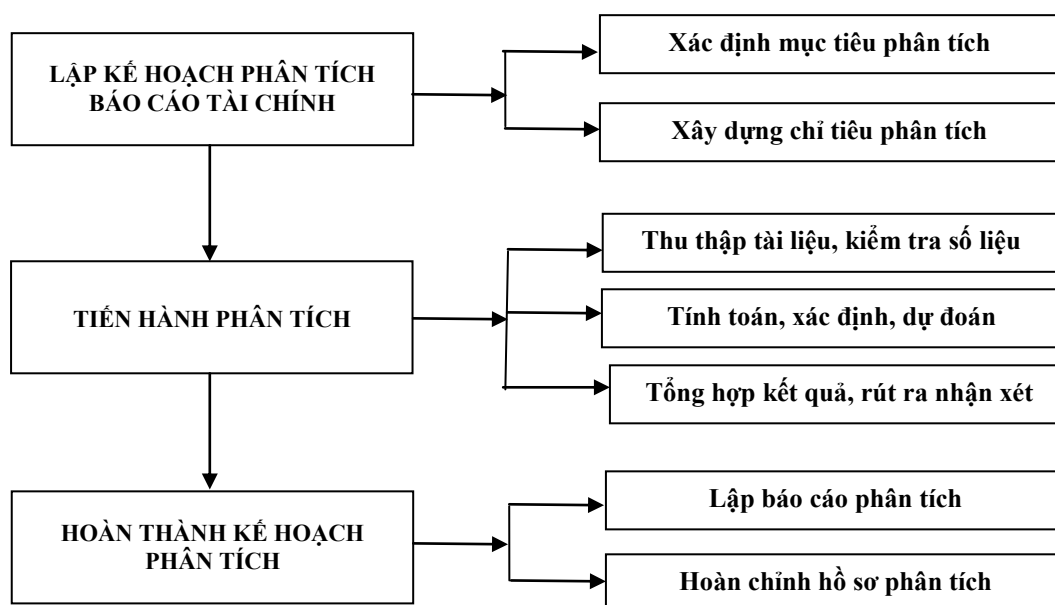 LẬP KẾ HOẠCH PHÂN TÍCH
BÁO CÁO TÀI CHÍNH
Xác định mục tiêu phân tích
Xây dựng chỉ tiêu phân tích
TIẾN HÀNH PHÂN TÍCH
Thu thập tài liệu, kiểm tra số liệu
Tính toán, xác định, dự đoán
Tổng hợp kết quả, rút ra nhận xét
HOÀN THÀNH KẾ HOẠCH
PHÂN TÍCH
Lập báo cáo phân tích
Hoàn chỉnh hồ sơ phân tích